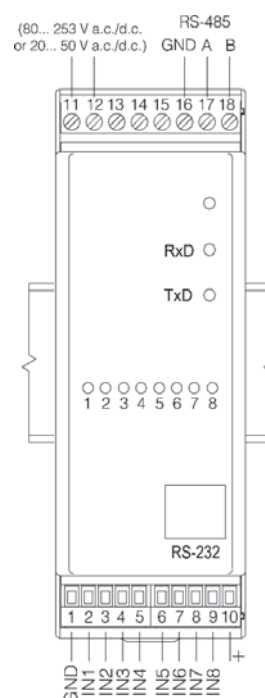 (80... 253 V a.c./d.c.
or 20... 50 V a.c./d.c.)
RS-485
GND A B
11 12 13 14 15 16 17 18
RxD
TxD
1 2 3 4 5 6 7 8
RS-232
1 2 3 4 5 6 7 8 9 10
GND IN1 IN2 IN3 IN4 IN5 IN6 IN7 IN8 +